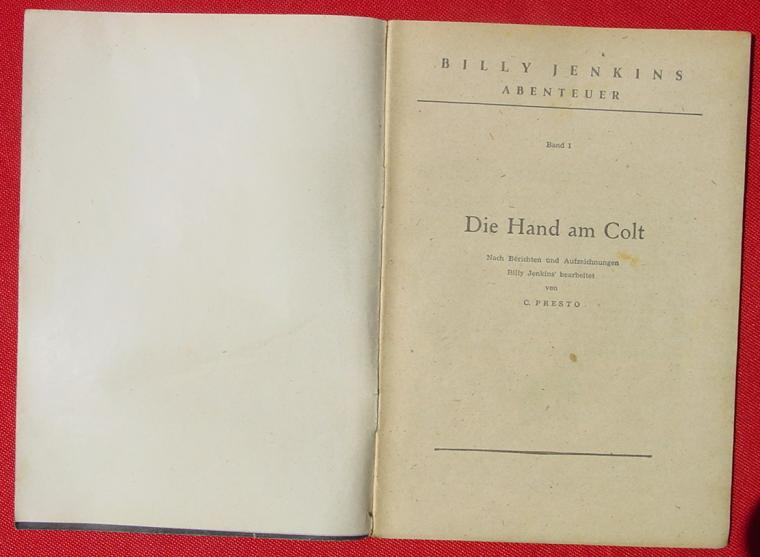 BILLY JENKINS
ABENTEUER
Band 1
Die Hand am Colt
Nach Berichten und Aufzeichnungen
Billy Jenkins' bearbeitet
von
C. PRESTO